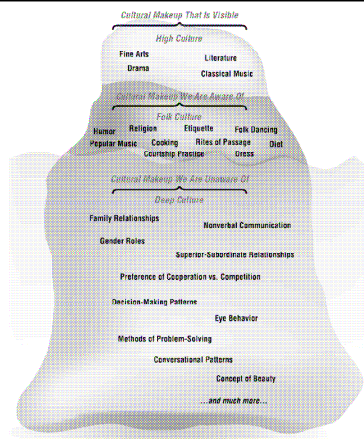 Cultural Makeup That Is Visible
High Culture
Fine Arts
Literature
Drama
Classical Music
Cultural Makeup We Are Aware Of
Folk Culture
Humor
Religion
Etiquette
Folk Dancing
Popular Music
Cooking
Rites of Passage
Diet
Courtship Practice
Dress
Cultural Makeup We Are Unaware Of
Deep Culture
Family Relationships
Nonverbal Communication
Gender Roles
Superior-Subordinate Relationships
Preference of Cooperation vs. Competition
Decision-Making Patterns
Eye Behavior
Methods of Problem-Solving
Conversational Patterns
Concept of Beauty
...and much more...